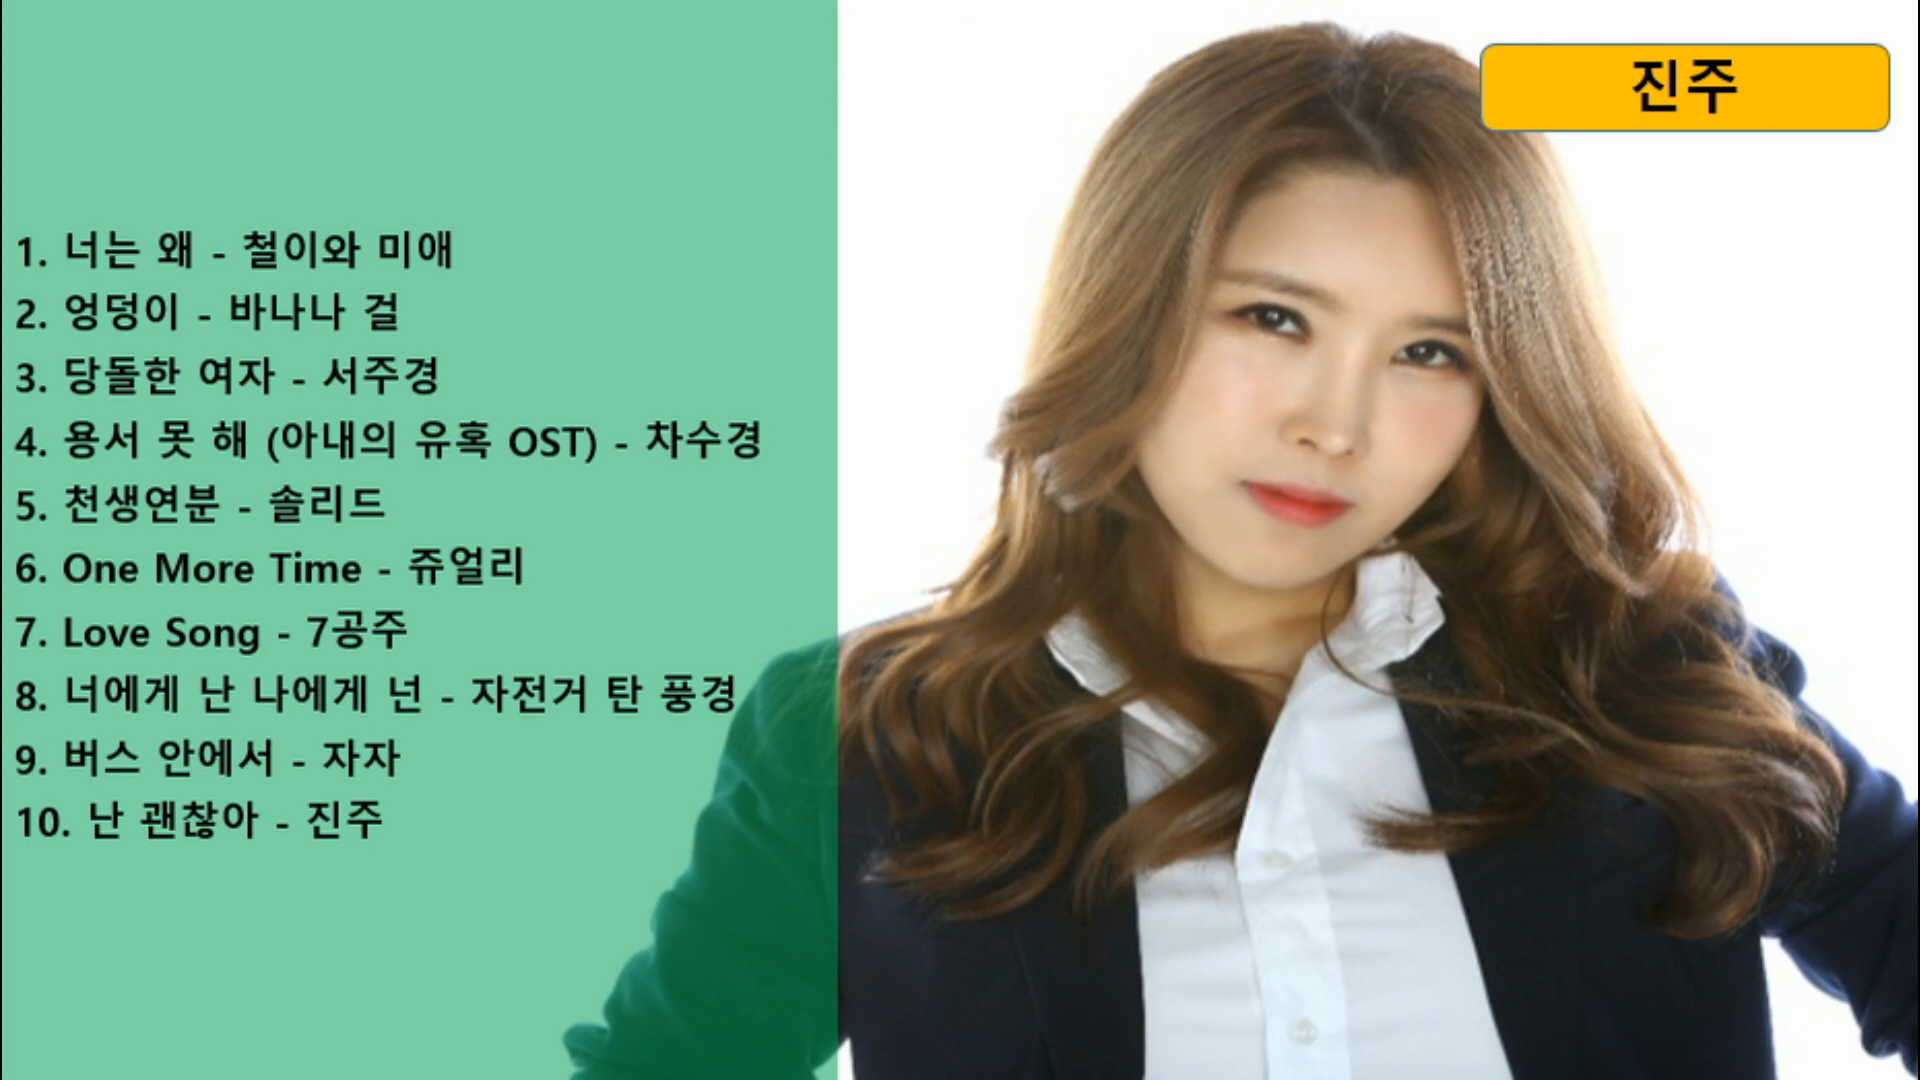 진주
1. 너는 왜 - 철이와 미애
2. 엉덩이 - 바나나 걸
3. 당돌한 여자 - 서주경
4. 용서 못 해 (아내의 유혹 OST) - 차수경
5. 천생연분 - 솔리드
6. One More Time - 쥬얼리
7. Love Song - 7공주
8. 너에게 난 나에게 넌 - 자전거 탄 풍경
9. 버스 안에서 - 자자
10. 난 괜찮아 - 진주